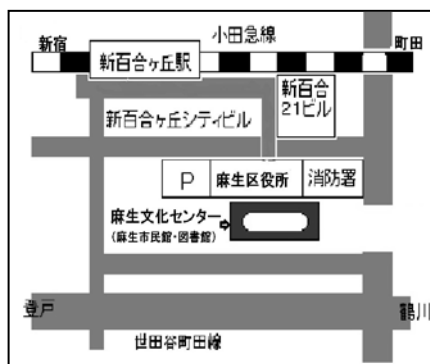 小田急線
新宿
新百合ヶ丘駅
町田
新百合
21ビル
新百合ヶ丘シティビル
P
麻生区役所
消防署
麻生文化センター
(麻生市民館・図書館)
登戸
鶴川
世田谷町田線